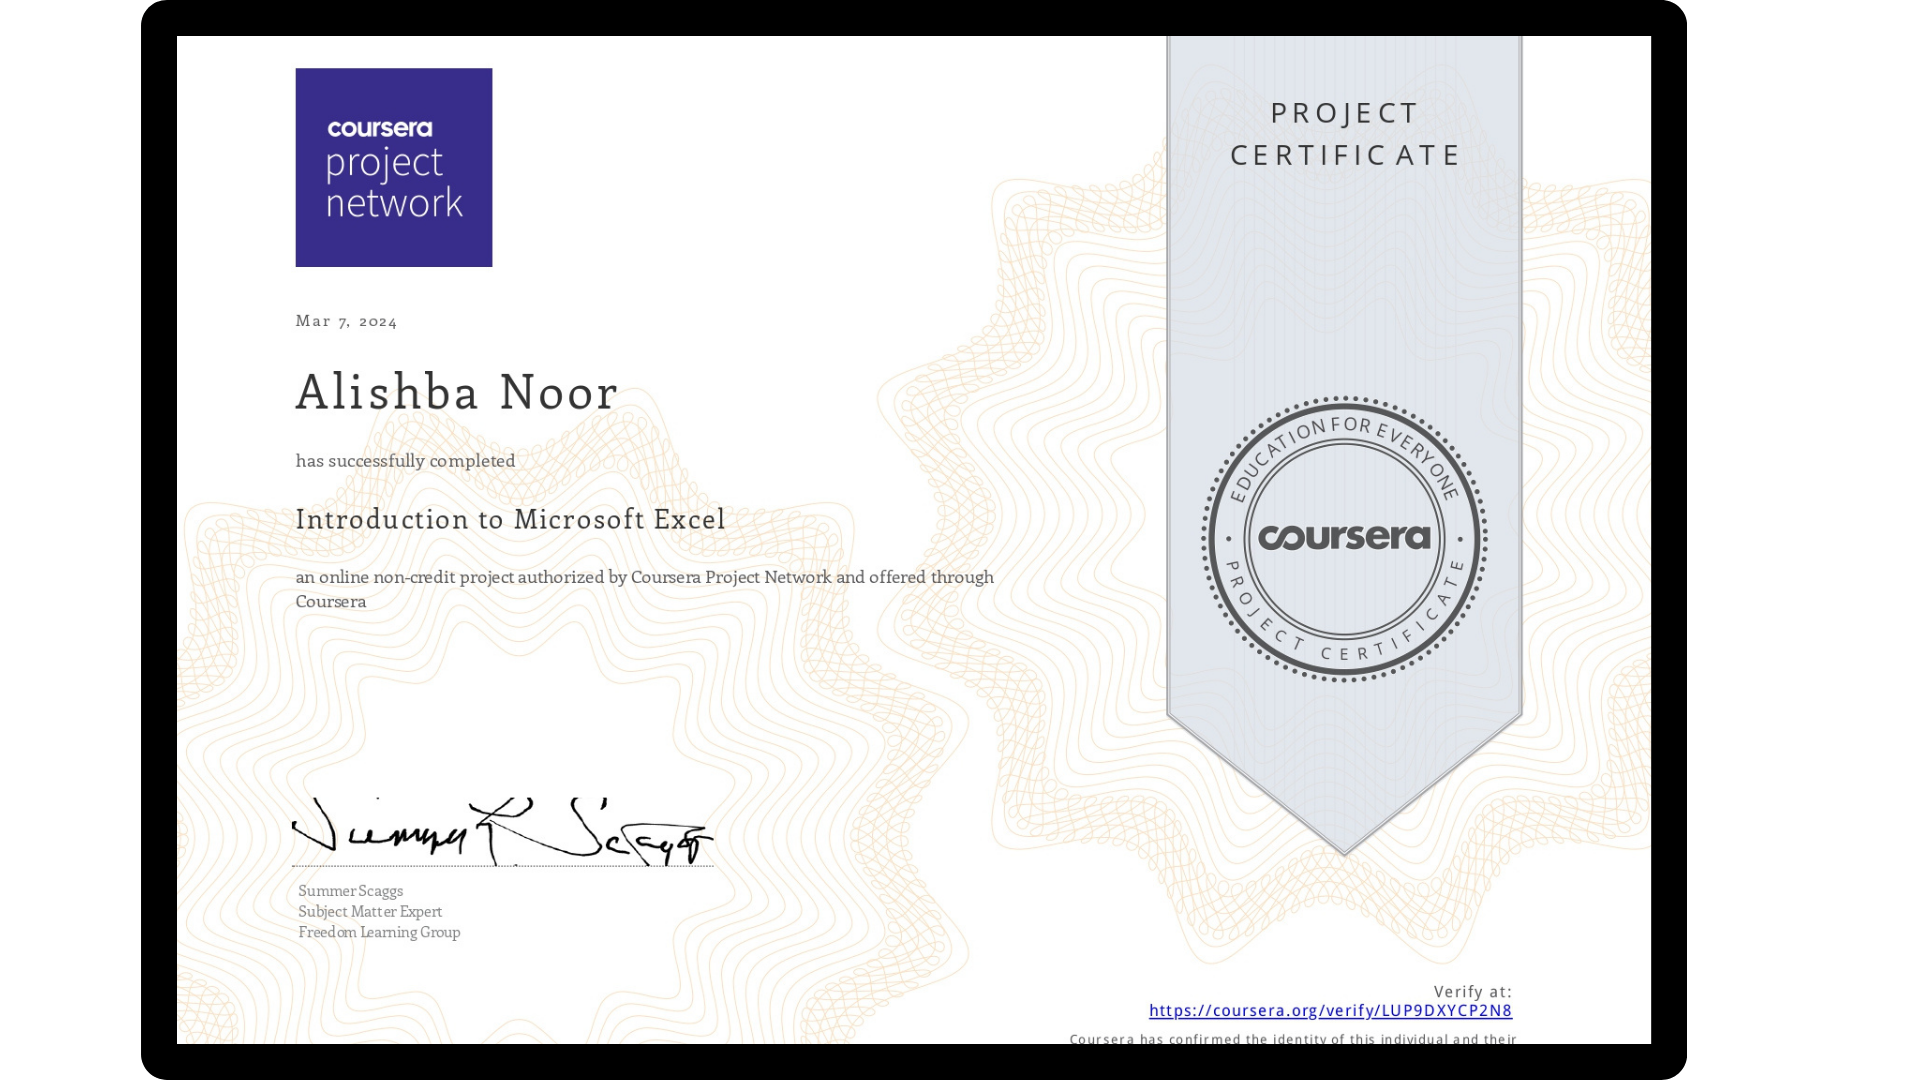 coursera
project
network
Mar 7, 2024
Alishba Noor
has successfully completed
Introduction to Microsoft Excel
an online non-credit project authorized by Coursera Project Network and offered through
Coursera
Summer Scaggs
Subject Matter Expert
Freedom Learning Group
PROJECT
CERTIFICATE
EDUCATION FOR EVERYONE
coursera
PROJECT CERTIFICATE
Verify at:
https://coursera.org/verify/LUP9DXYCP2N8
Coursera has confirmed the identity of this individual and their